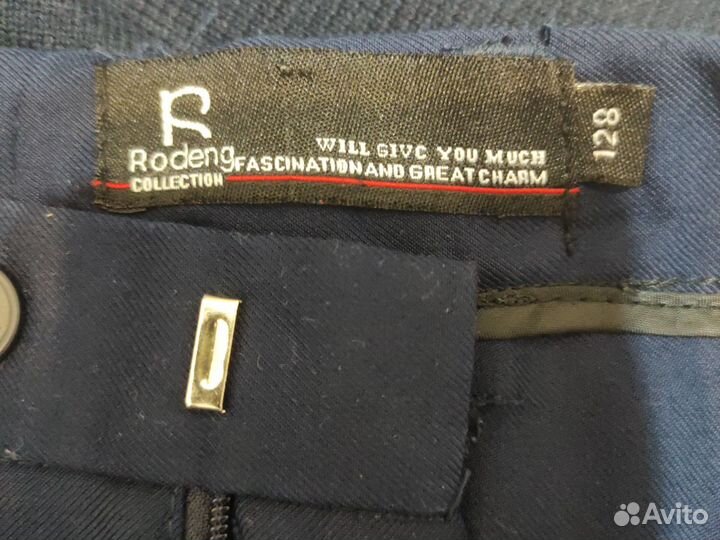 R
Rodeng
COLLECTION
WILL GIVC YOU MUCH
FASCINATION AND GREAT CHARM
128
Avito